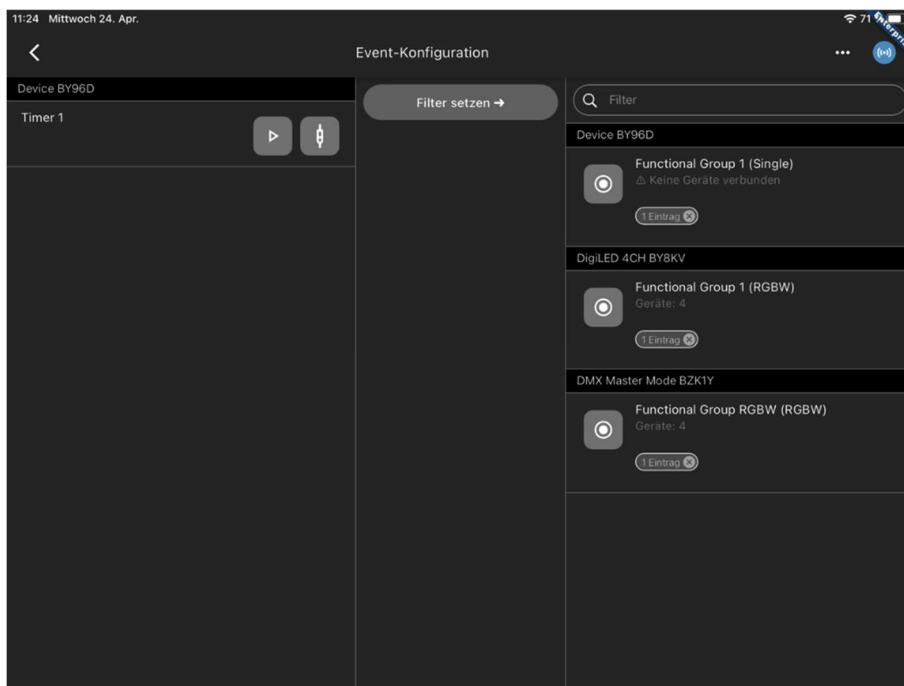 11:24 Mittwoch 24. Apr.
71
Enterpri
Event-Konfiguration
Device BY96D
Timer 1
Filter setzen →
Filter
Device BY96D
Functional Group 1 (Single)
⚠ Keine Geräte verbunden
1 Eintrag
DigiLED 4CH BY8KV
Functional Group 1 (RGBW)
Geräte: 4
1 Eintrag
DMX Master Mode BZK1Y
Functional Group RGBW (RGBW)
Geräte: 4
1 Eintrag